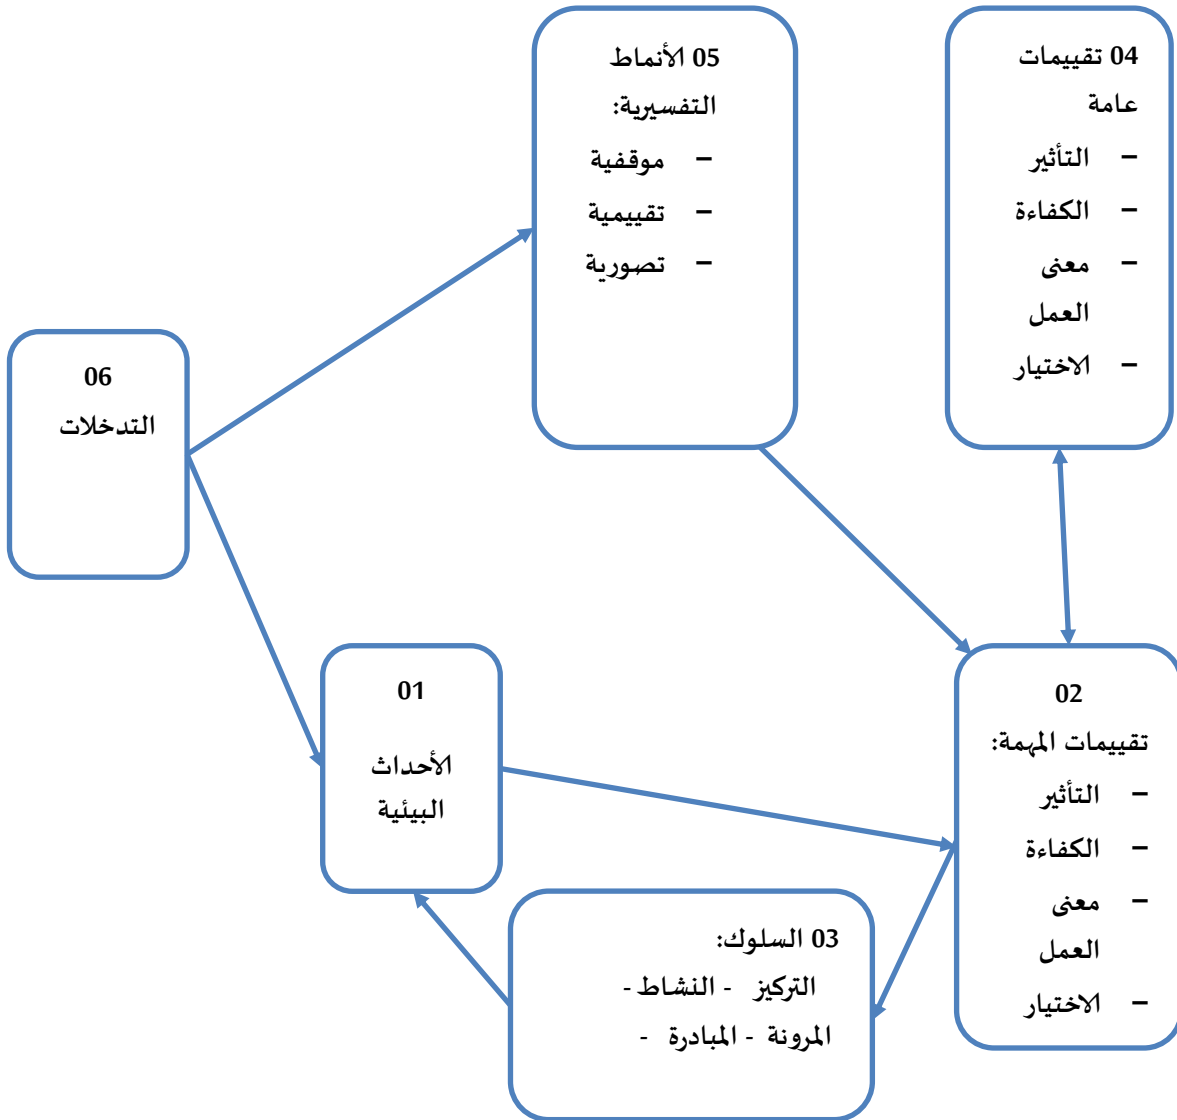 04 تقييمات
عامة
– التأثير
– الكفاءة
– معنى
العمل
– الاختيار
05 الأنماط
التفسيرية:
– موقفية
– تقييمية
– تصورية
06
التدخلات
01
الأحداث
البيئية
02
تقييمات المهمة:
– التأثير
– الكفاءة
– معنى
العمل
– الاختيار
03 السلوك:
التركيز - النشاط -
المرونة - المبادرة -